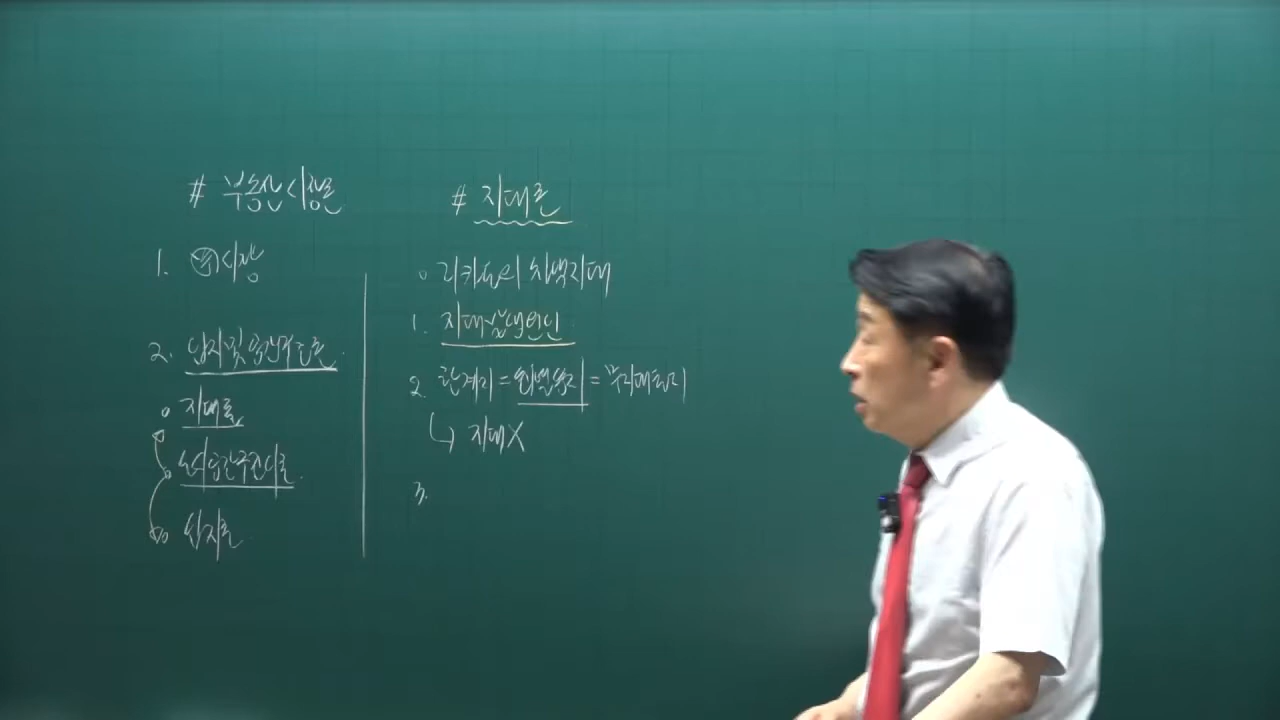 # 부동산시장론
1. 시장
2. 입지 및 공간구조론
o 지대론
o 도시공간구조이론
o 입지론
# 지대론
o 리카도의 차액지대
1. 지대발생원인
2. 한계지 = = 무지대토지
↳ 지대X
3.